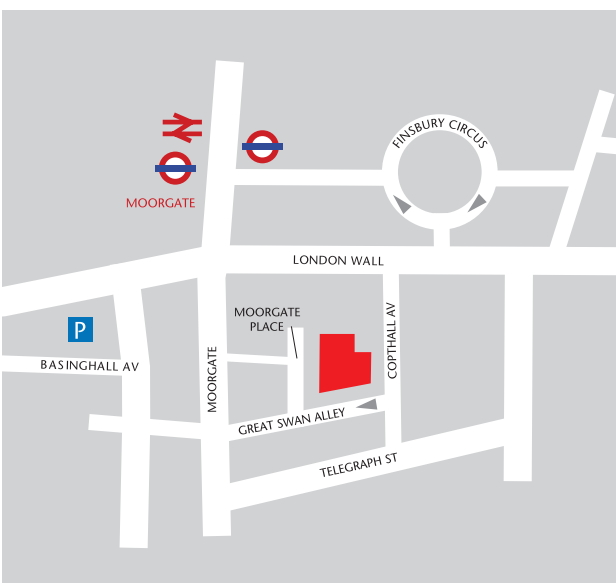 FINSBURY CIRCUS
MOORGATE
LONDON WALL
MOORGATE
PLACE
P
COPTHALL AV
BASINGHALL AV
MOORGATE
GREAT SWAN ALLEY
TELEGRAPH ST